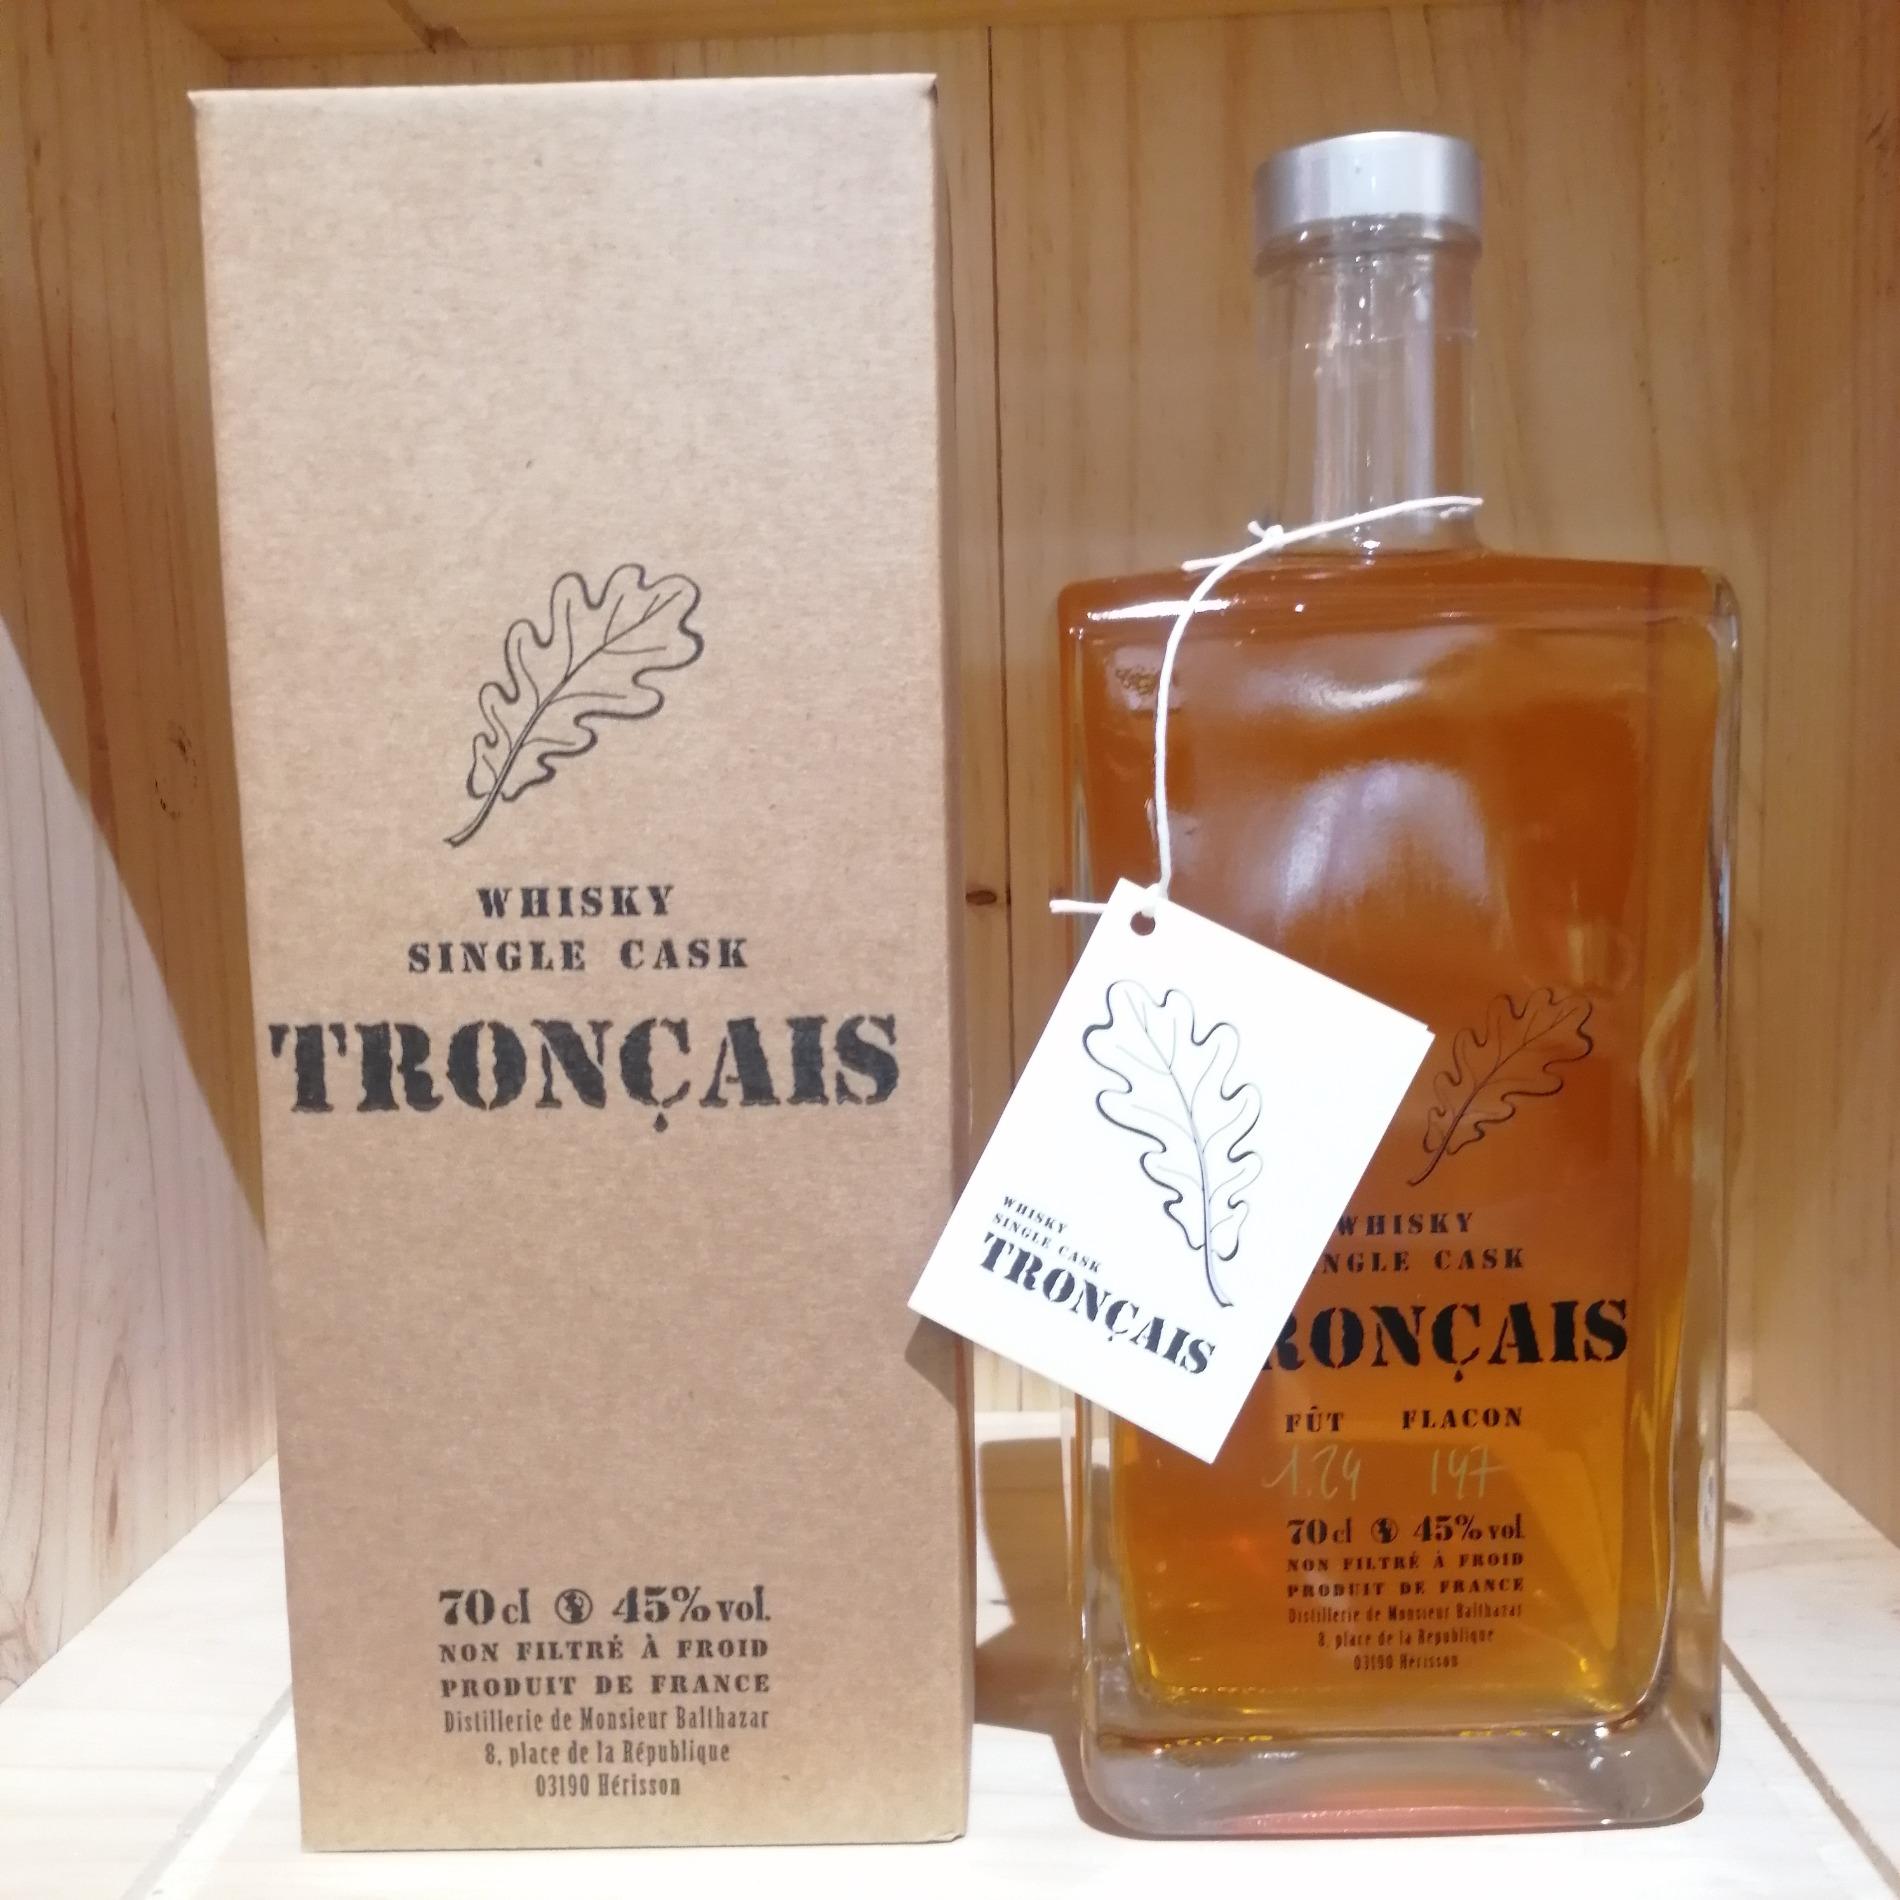 WHISKY
SINGLE CASK
TRONÇAIS
70cl 45% vol.
NON FILTRÉ À FROID
PRODUIT DE FRANCE
Distillerie de Monsieur Balthazar
8, place de la République
03190 Hérisson
WHISKY
SINGLE CASK
TRONÇAIS
WHISKY
NGLE CASK
RONÇAIS
FÛT FLACON
1.24 147
70cl 45% vol.
NON FILTRÉ À FROID
PRODUIT DE FRANCE
Distillerie de Monsieur Balthazar
8, place de la République
03190 Hérisson